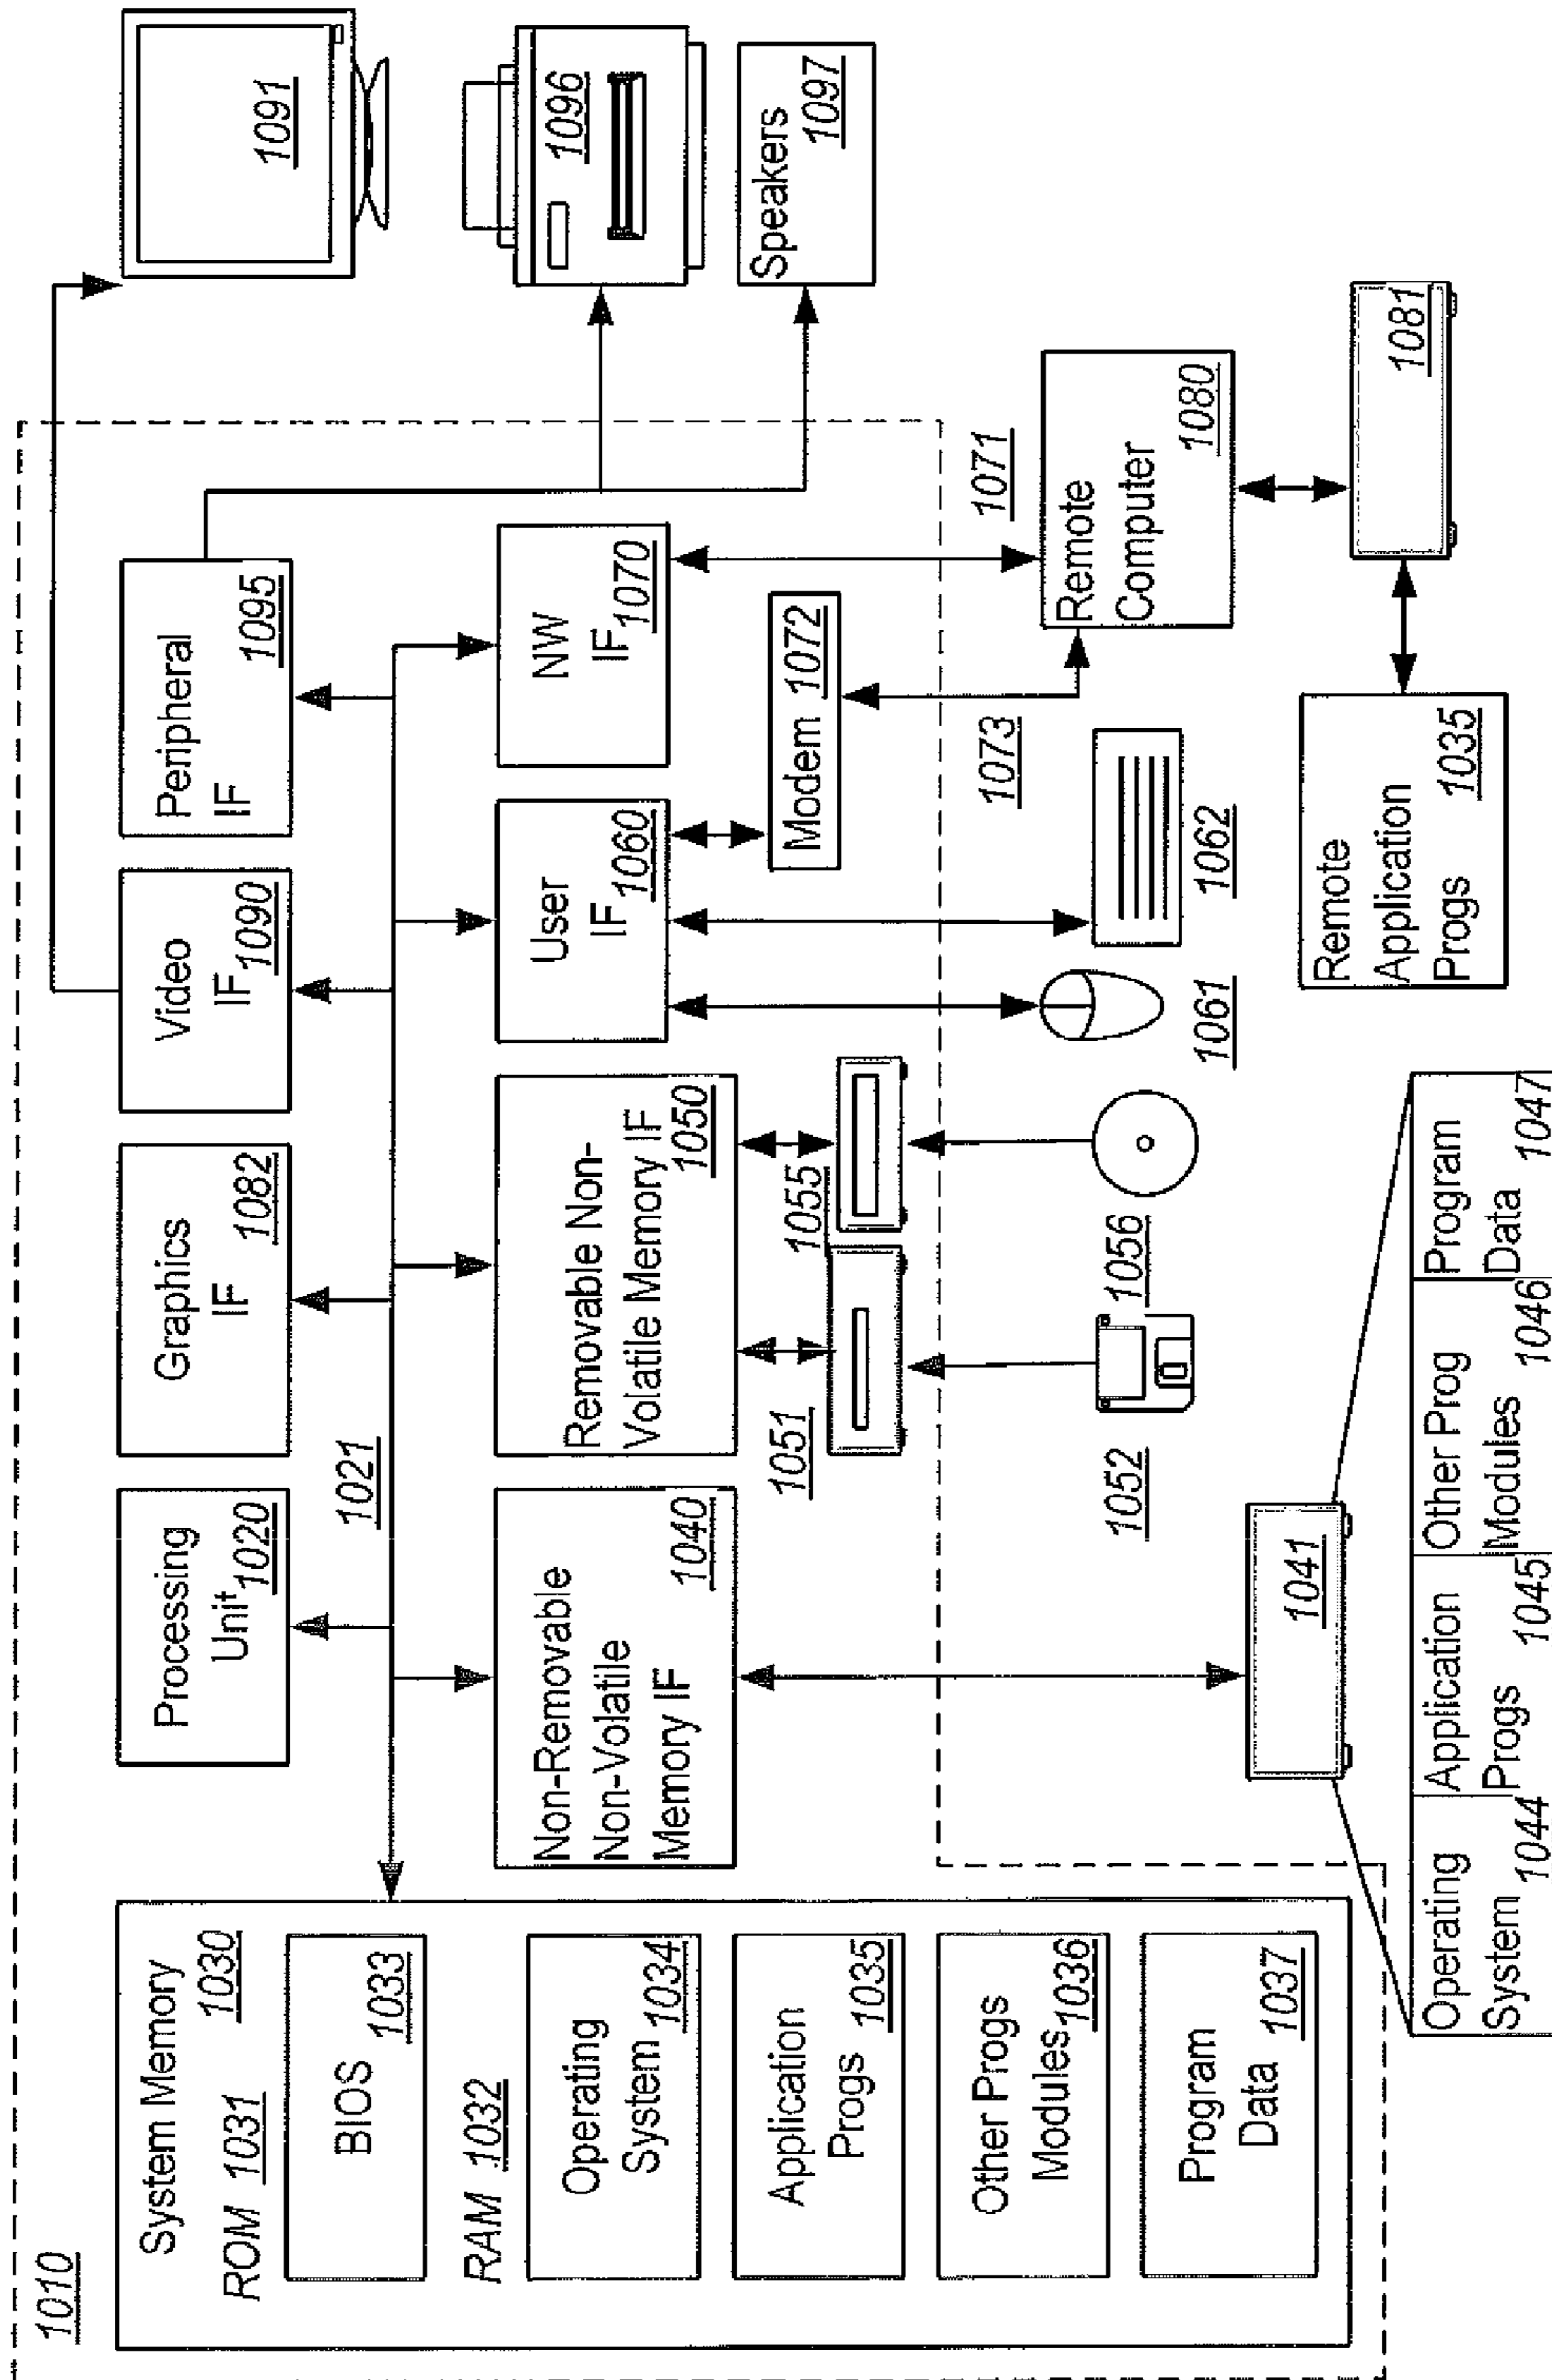 1010
System Memory
1030
ROM 1031
BIOS
1033
RAM 1032
Operating
System 1034
Application
Progs 1035
Other Progs
Modules 1036
Program
Data 1037
Processing
Unit 1020
Graphics
IF 1082
Video
IF 1090
Peripheral
IF 1095
1021
Non-Removable
Non-Volatile
Memory IF 1040
Removable Non-
Volatile Memory IF
1050
User
IF 1060
NW
IF 1070
1051
1055
Modem 1072
1091
1096
Speakers
1097
1052
1056
1061
1062
1073
1071
Remote
Computer
1080
1081
Remote
Application
Progs 1035
1041
Operating
System 1044
Application
Progs 1045
Other Prog
Modules 1046
Program
Data 1047